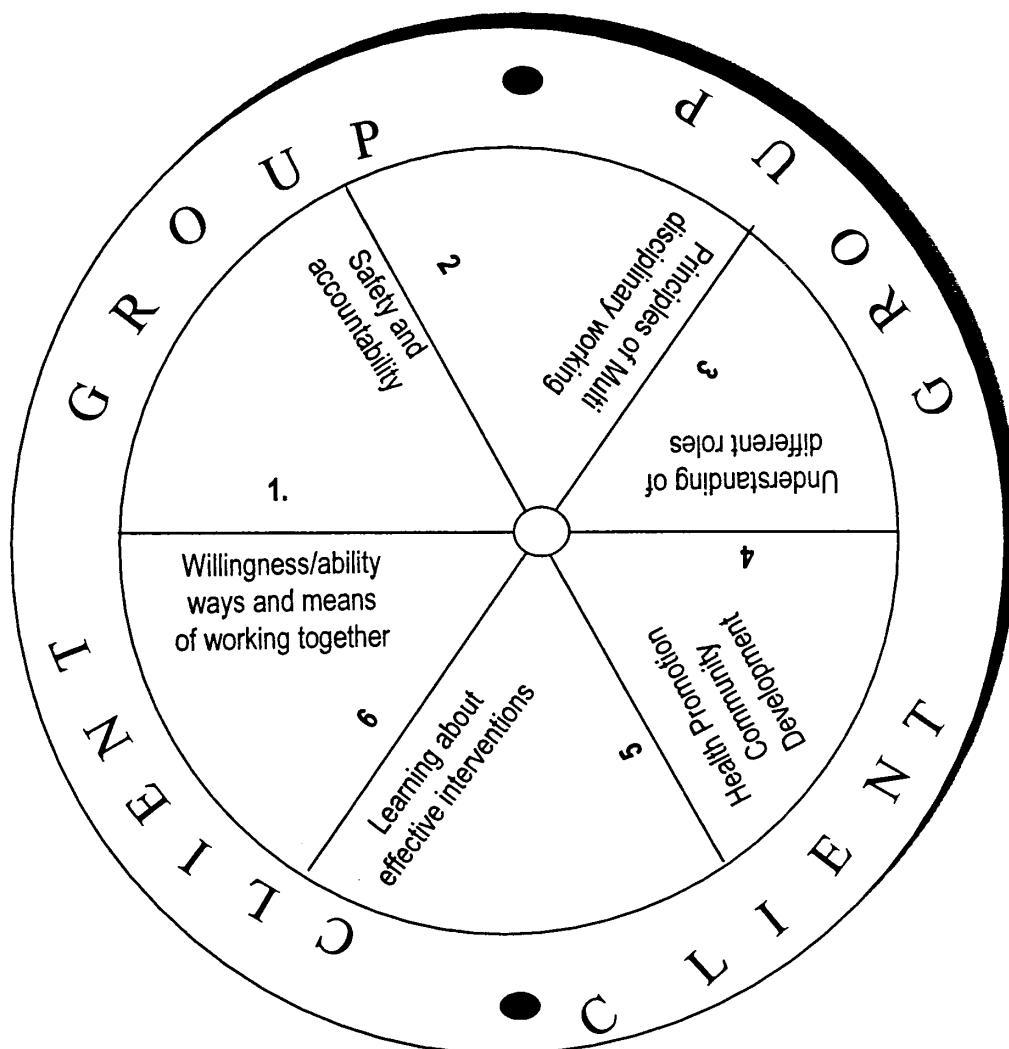 CLIENT GROUP
CLIENT GROUP
1.
Safety and
accountability
2
Principles of Multi
disciplinary working
3
Understanding of
different roles
4
Health Promotion
Community
Development
5
Learning about
effective interventions
6
Willingness/ability
ways and means
of working together